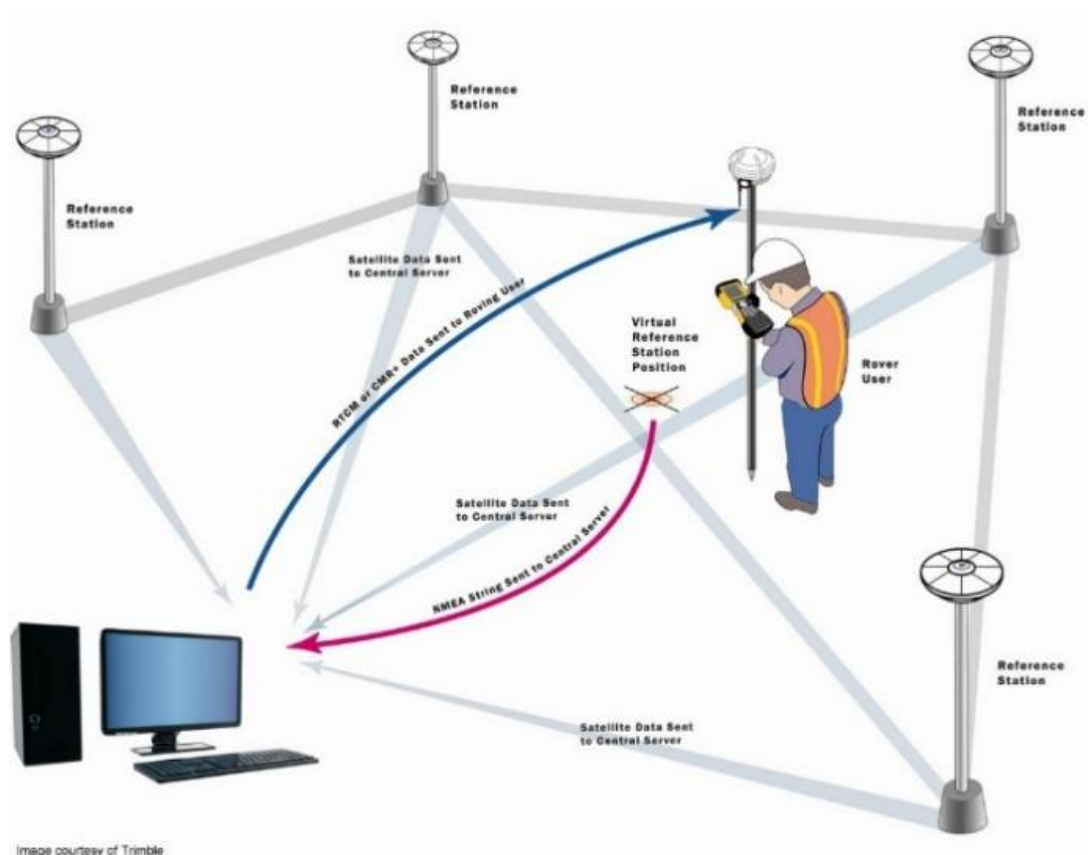 Reference
Station
Reference
Station
Reference
Station
Satellite Data Sent
to Central Server
RTCM or CMR+ Data Sent to Roving User
Virtual
Reference
Station
Position
Rover
User
Satellite Data Sent
to Central Server
NMEA String Sent to Central Server
Reference
Station
Satellite Data Sent
to Central Server
Image courtesy of Trimble